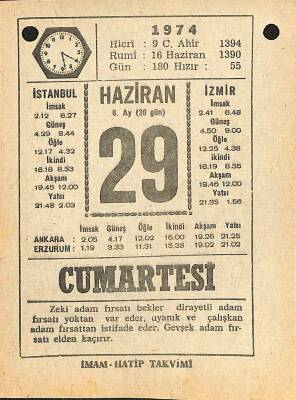 1974
Hicrî : 9 C. Ahir 1394
Rumî : 16 Haziran 1390
Gün : 180 Hızır : 55
İSTANBUL
İmsak
2.12 6.27
Güneş
4.29 8.44
Öğle
12.17 4.32
İkindi
16.18 8.33
Akşam
19.45 12.00
Yatsı
21.48 2.03
HAZİRAN
6. Ay (30 gün)
29
İZMİR
İmsak
2.41 6.48
Güneş
4.50 9.00
Öğle
12.25 4.38
İkindi
16.19 8.35
Akşam
19.46 12.00
Yatsı
21.35 1.56
İmsak Güneş Öğle İkindi Akşam Yatsı
ANKARA : 2.05 4.17 12.02 16.00 19.26 21.25
ERZURUM : 1.19 3.33 11.31 15.38 19.02 21.02
CUMARTESİ
Zeki adam fırsatı bekler dirayetli adam
fırsatı yoktan var eder, uyanık ve çalışkan
adam fırsattan istifade eder. Gevşek adam fır-
satı elden kaçırır.
İMAM - HATİP TAKVİMİ